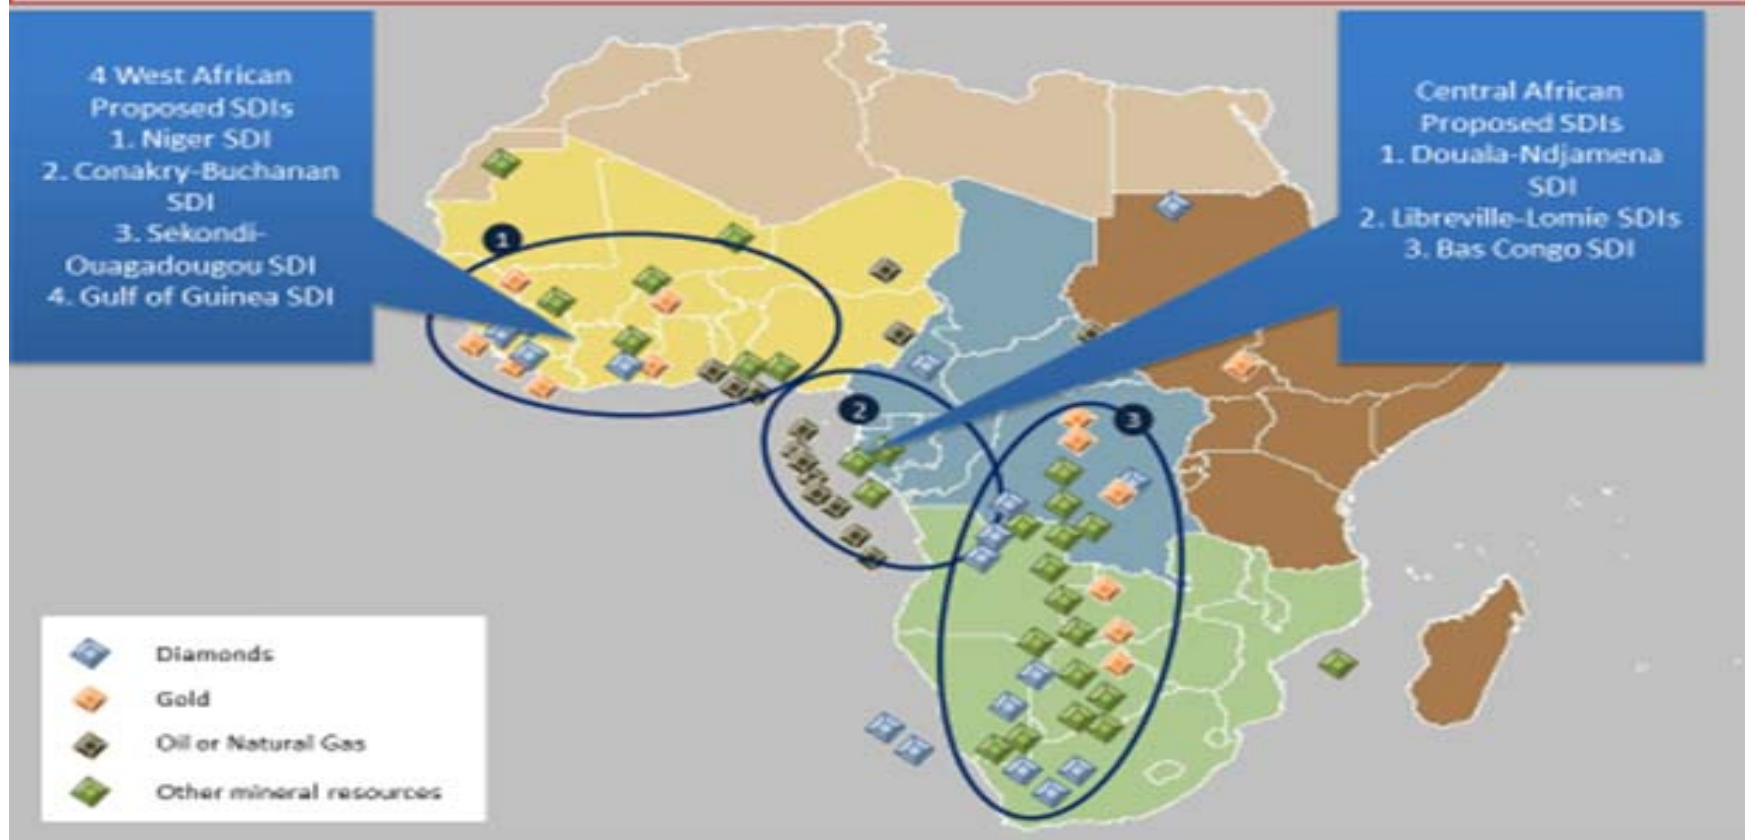 4 West African
Proposed SDIs
1. Niger SDI
2. Conakry-Buchanan
SDI
3. Sekondi-
Ouagadougou SDI
4. Gulf of Guinea SDI
Central African
Proposed SDIs
1. Douala-Ndjamena
SDI
2. Libreville-Lomie SDIs
3. Bas Congo SDI
1
2
3
Diamonds
Gold
Oil or Natural Gas
Other mineral resources